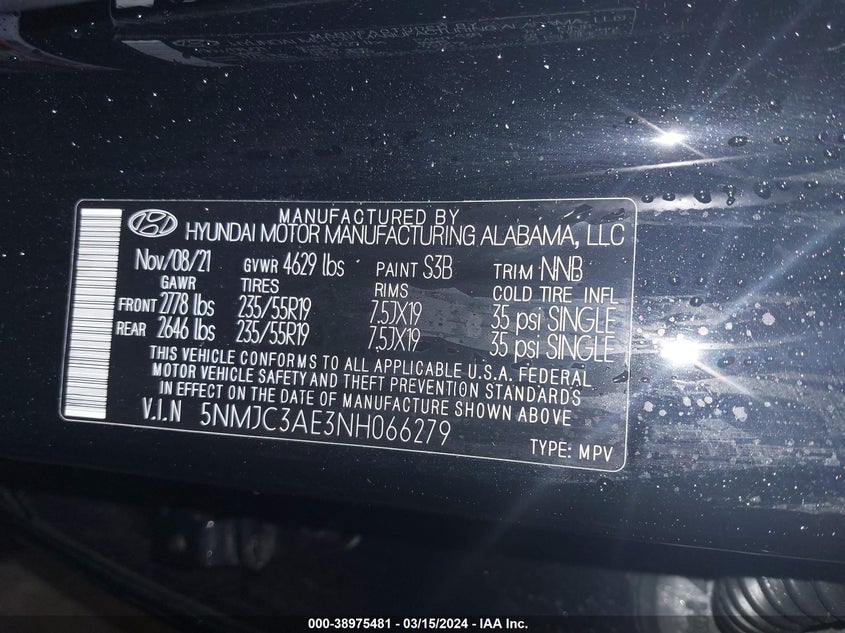 MANUFACTURED BY
HYUNDAI MOTOR MANUFACTURING ALABAMA, LLC
Nov/08/21 GVWR 4629 lbs PAINT S3B TRIM NNB
GAWR TIRES RIMS COLD TIRE INFL
FRONT 2778 lbs 235/55R19 7.5JX19 35 psi SINGLE
REAR 2646 lbs 235/55R19 7.5JX19 35 psi SINGLE
THIS VEHICLE CONFORMS TO ALL APPLICABLE U.S.A. FEDERAL
MOTOR VEHICLE SAFETY AND THEFT PREVENTION STANDARDS
IN EFFECT ON THE DATE OF MANUFACTURE SHOWN ABOVE
V.I.N 5NMJC3AE3NH066279
TYPE: MPV
000-38975481 - 03/15/2024 - IAA Inc.